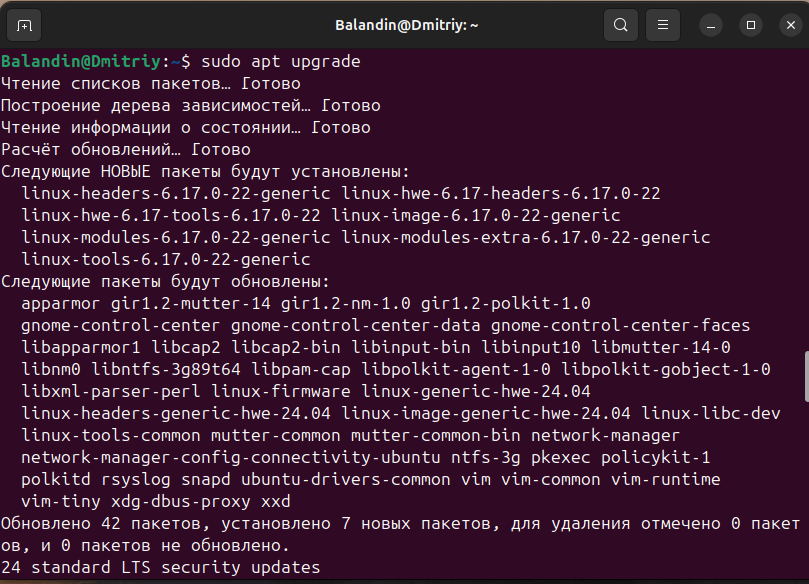 Balandin@Dmitriy: ~
Balandin@Dmitriy:~$ sudo apt upgrade
Чтение списков пакетов… Готово
Построение дерева зависимостей… Готово
Чтение информации о состоянии… Готово
Расчёт обновлений… Готово
Следующие НОВЫЕ пакеты будут установлены:
linux-headers-6.17.0-22-generic linux-hwe-6.17-headers-6.17.0-22
linux-hwe-6.17-tools-6.17.0-22 linux-image-6.17.0-22-generic
linux-modules-6.17.0-22-generic linux-modules-extra-6.17.0-22-generic
linux-tools-6.17.0-22-generic
Следующие пакеты будут обновлены:
apparmor gir1.2-mutter-14 gir1.2-nm-1.0 gir1.2-polkit-1.0
gnome-control-center gnome-control-center-data gnome-control-center-faces
libapparmor1 libcap2 libcap2-bin libinput-bin libinput10 libmutter-14-0
libnm0 libntfs-3g89t64 libpam-cap libpolkit-agent-1-0 libpolkit-gobject-1-0
libxml-parser-perl linux-firmware linux-generic-hwe-24.04
linux-headers-generic-hwe-24.04 linux-image-generic-hwe-24.04 linux-libc-dev
linux-tools-common mutter-common mutter-common-bin network-manager
network-manager-config-connectivity-ubuntu ntfs-3g pkexec policykit-1
polkitd rsyslog snapd ubuntu-drivers-common vim vim-common vim-runtime
vim-tiny xdg-dbus-proxy xxd
Обновлено 42 пакетов, установлено 7 новых пакетов, для удаления отмечено 0 пакет
ов, и 0 пакетов не обновлено.
24 standard LTS security updates